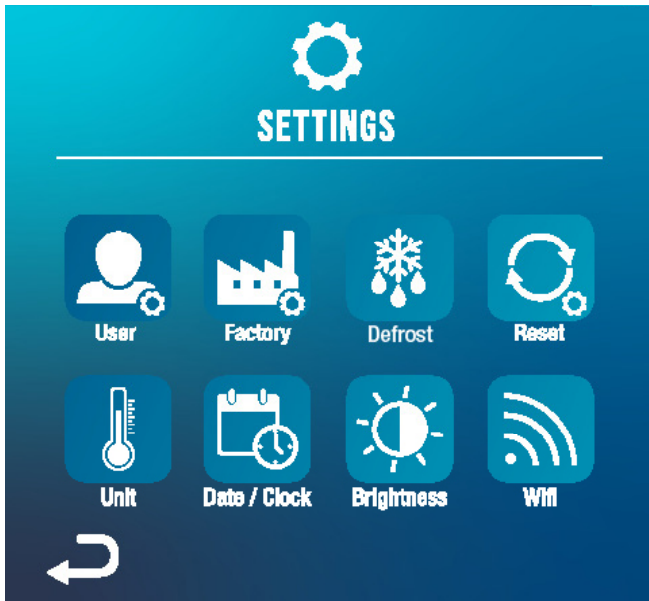 SETTINGS
User Factory Defrost Reset
Unit Date / Clock Brightness Wifi